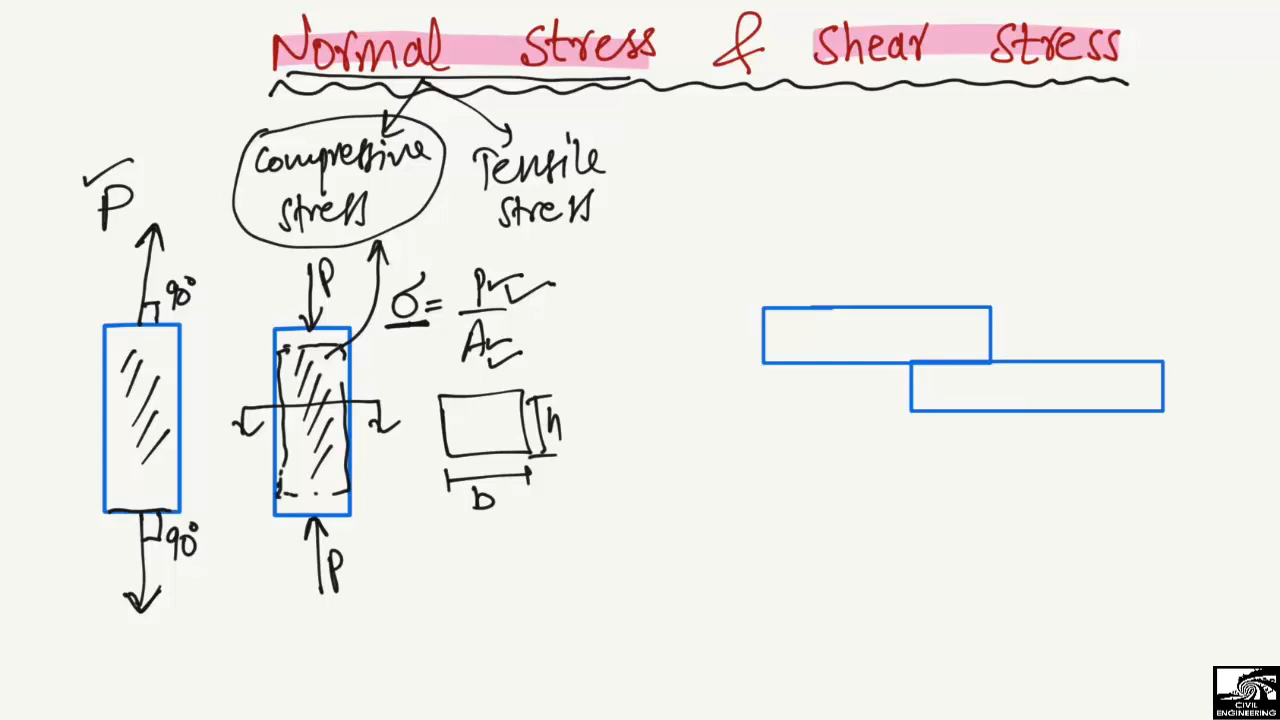 Normal Stress & Shear Stress
Compressive
stress
Tensile
stress
P
90°
P
σ = P
A
h
b
90°
P
CIVIL
ENGINEERING